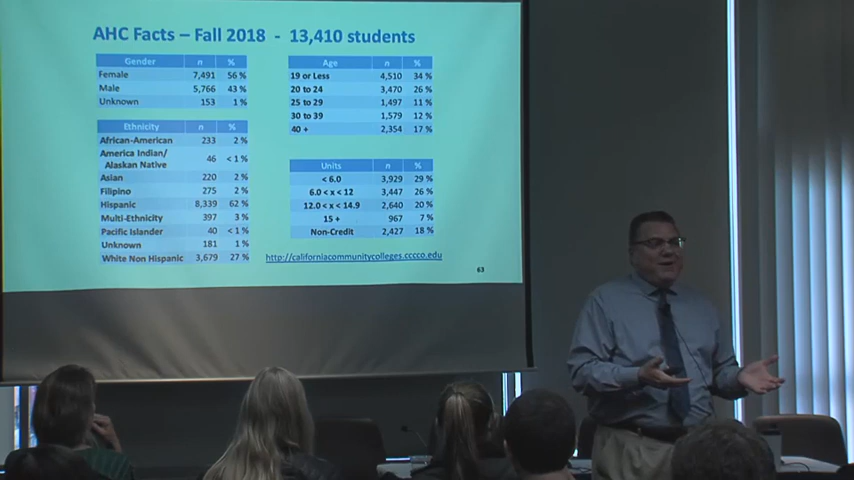 AHC Facts – Fall 2018 - 13,410 students
Gender n %
Female 7,491 56 %
Male 5,766 43 %
Unknown 153 1 %
Ethnicity n %
African-American 233 2 %
America Indian/
Alaskan Native 46 < 1 %
Asian 220 2 %
Filipino 275 2 %
Hispanic 8,339 62 %
Multi-Ethnicity 397 3 %
Pacific Islander 40 < 1 %
Unknown 181 1 %
White Non Hispanic 3,679 27 %
Age n %
19 or Less 4,510 34 %
20 to 24 3,470 26 %
25 to 29 1,497 11 %
30 to 39 1,579 12 %
40 + 2,354 17 %
Units n %
< 6.0 3,929 29 %
6.0 < x < 12 3,447 26 %
12.0 < x < 14.9 2,640 20 %
15 + 967 7 %
Non-Credit 2,427 18 %
http://californiacommunitycolleges.cccco.edu
63